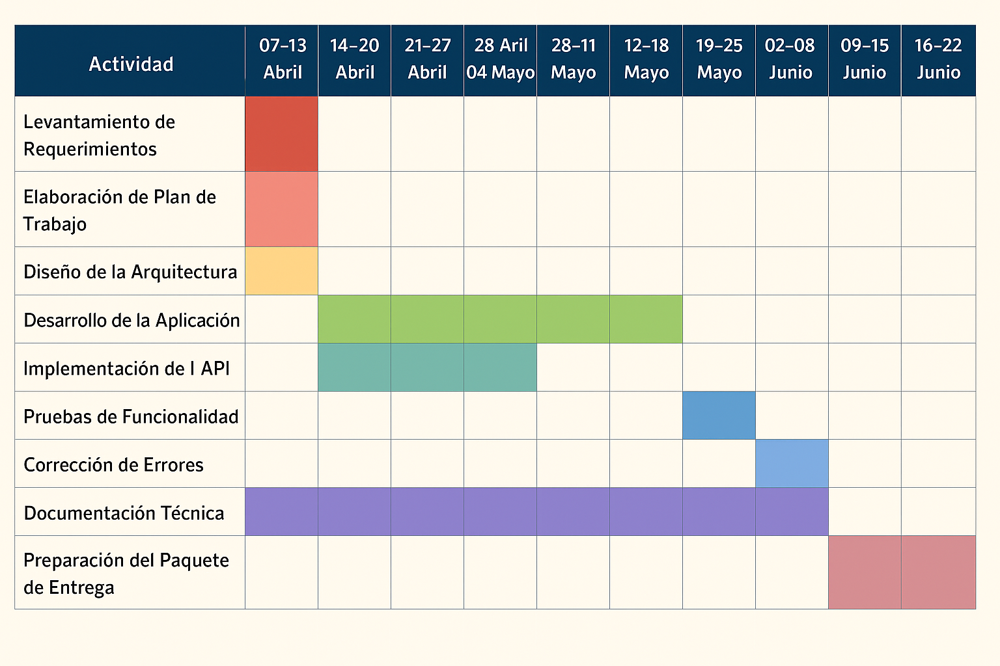 Actividad
07–13
Abril
14–20
Abril
21–27
Abril
28 Aril
04 Mayo
28–11
Mayo
12–18
Mayo
19–25
Mayo
02–08
Junio
09–15
Junio
16–22
Junio
Levantamiento de
Requerimientos
Elaboración de Plan de
Trabajo
Diseño de la Arquitectura
Desarrollo de la Aplicación
Implementación de l API
Pruebas de Funcionalidad
Corrección de Errores
Documentación Técnica
Preparación del Paquete
de Entrega